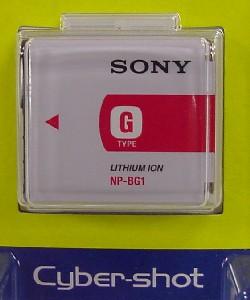 SONY
G
TYPE
LITHIUM ION
NP-BG1
Cyber-shot